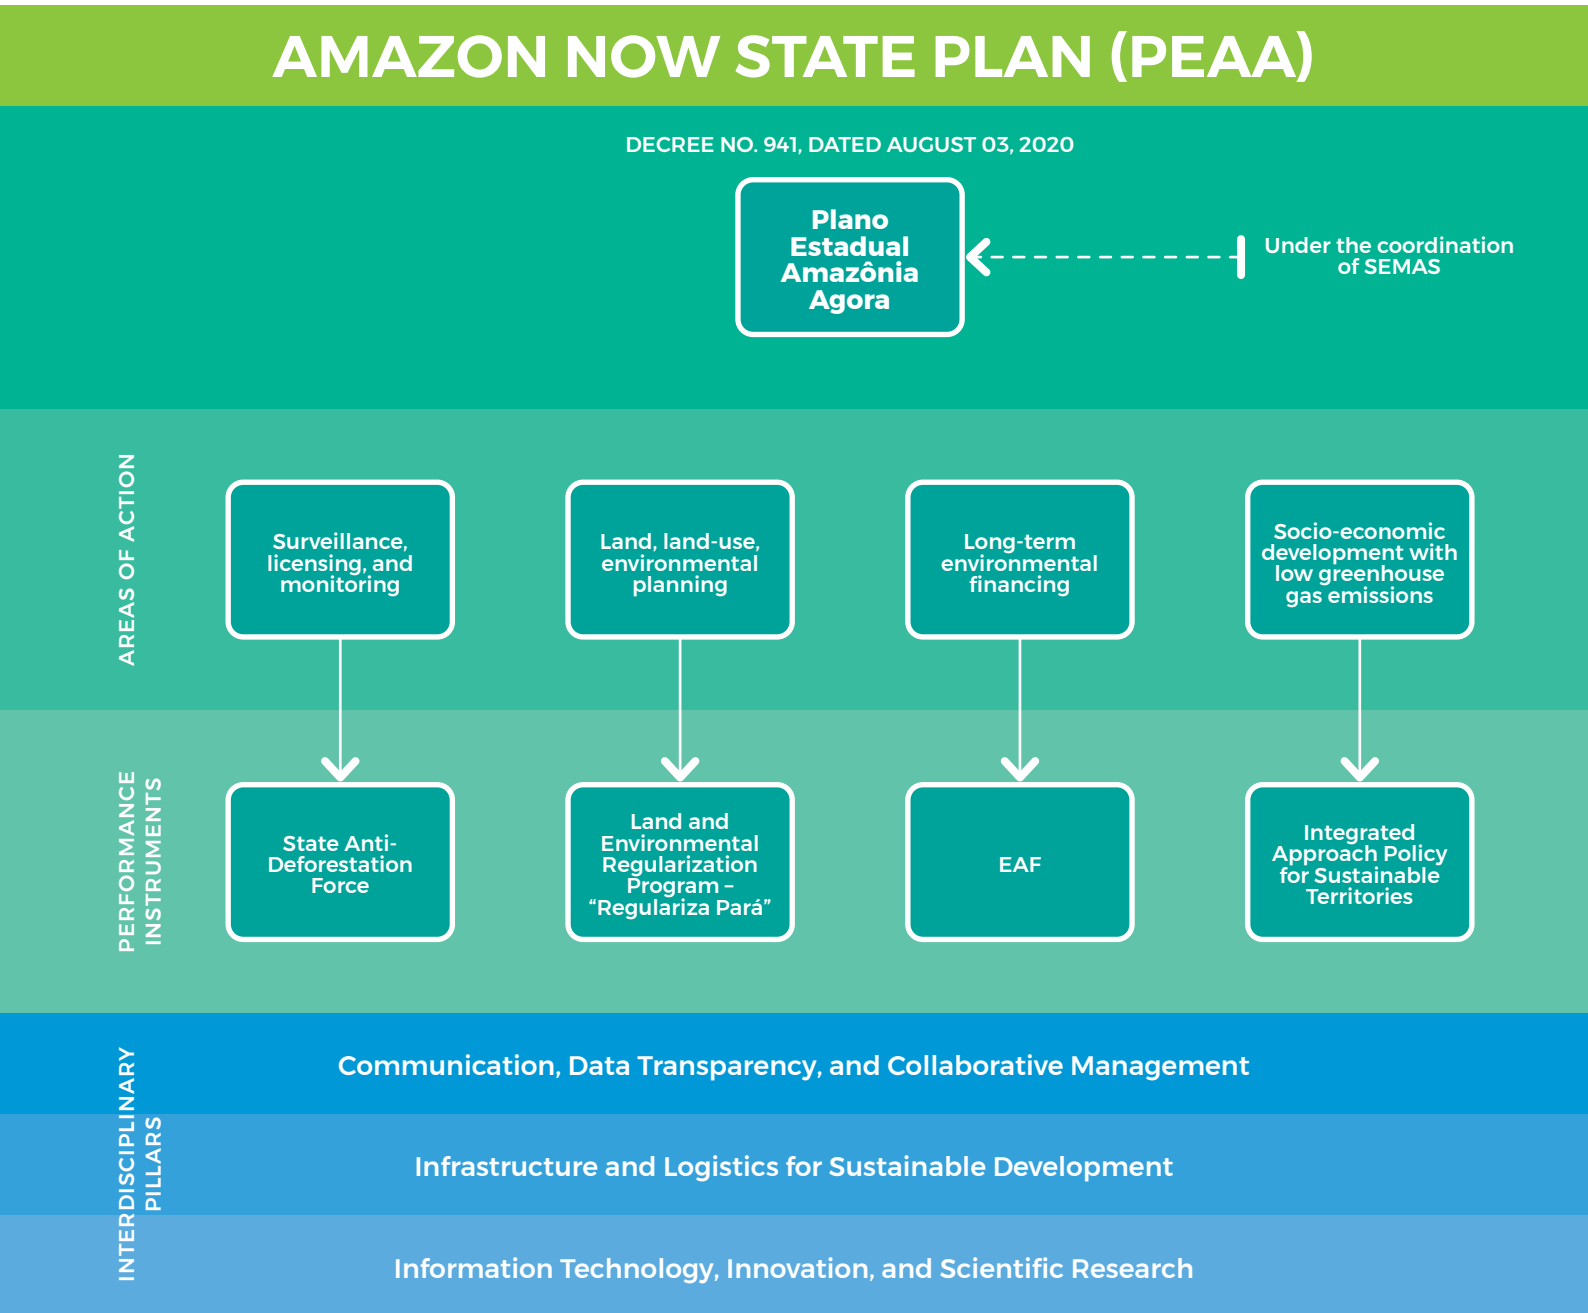 AMAZON NOW STATE PLAN (PEAA)
DECREE NO. 941, DATED AUGUST 03, 2020
Plano
Estadual
Amazônia
Agora
Under the coordination
of SEMAS
AREAS OF ACTION
Surveillance,
licensing, and
monitoring
Land, land-use,
environmental
planning
Long-term
environmental
financing
Socio-economic
development with
low greenhouse
gas emissions
PERFORMANCE
INSTRUMENTS
State Anti-
Deforestation
Force
Land and
Environmental
Regularization
Program –
“Regulariza Pará”
EAF
Integrated
Approach Policy
for Sustainable
Territories
INTERDISCIPLINARY
PILLARS
Communication, Data Transparency, and Collaborative Management
Infrastructure and Logistics for Sustainable Development
Information Technology, Innovation, and Scientific Research